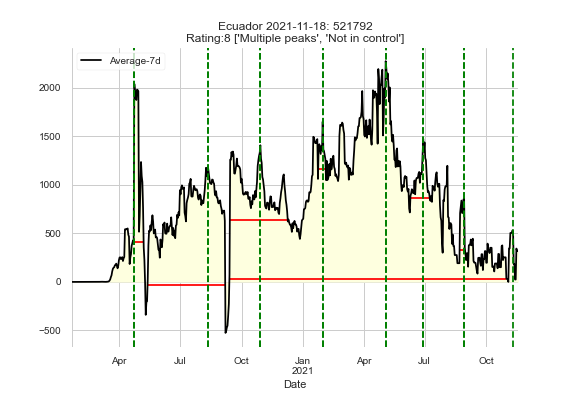 Ecuador 2021-11-18: 521792
Rating:8 ['Multiple peaks', 'Not in control']
Average-7d
2000
1500
1000
500
0
−500
Apr
Jul
Oct
Jan
2021
Apr
Jul
Oct
Date